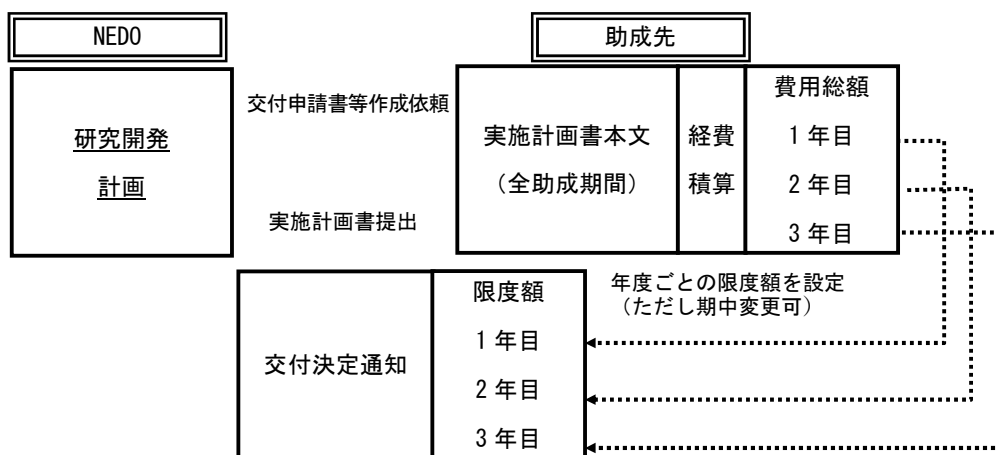 NEDO
助成先
研究開発
計画
交付申請書等作成依頼
実施計画書提出
実施計画書本文
（全助成期間）
経費
積算
費用総額
1 年目
2 年目
3 年目
年度ごとの限度額を設定
（ただし期中変更可）
交付決定通知
限度額
1 年目
2 年目
3 年目